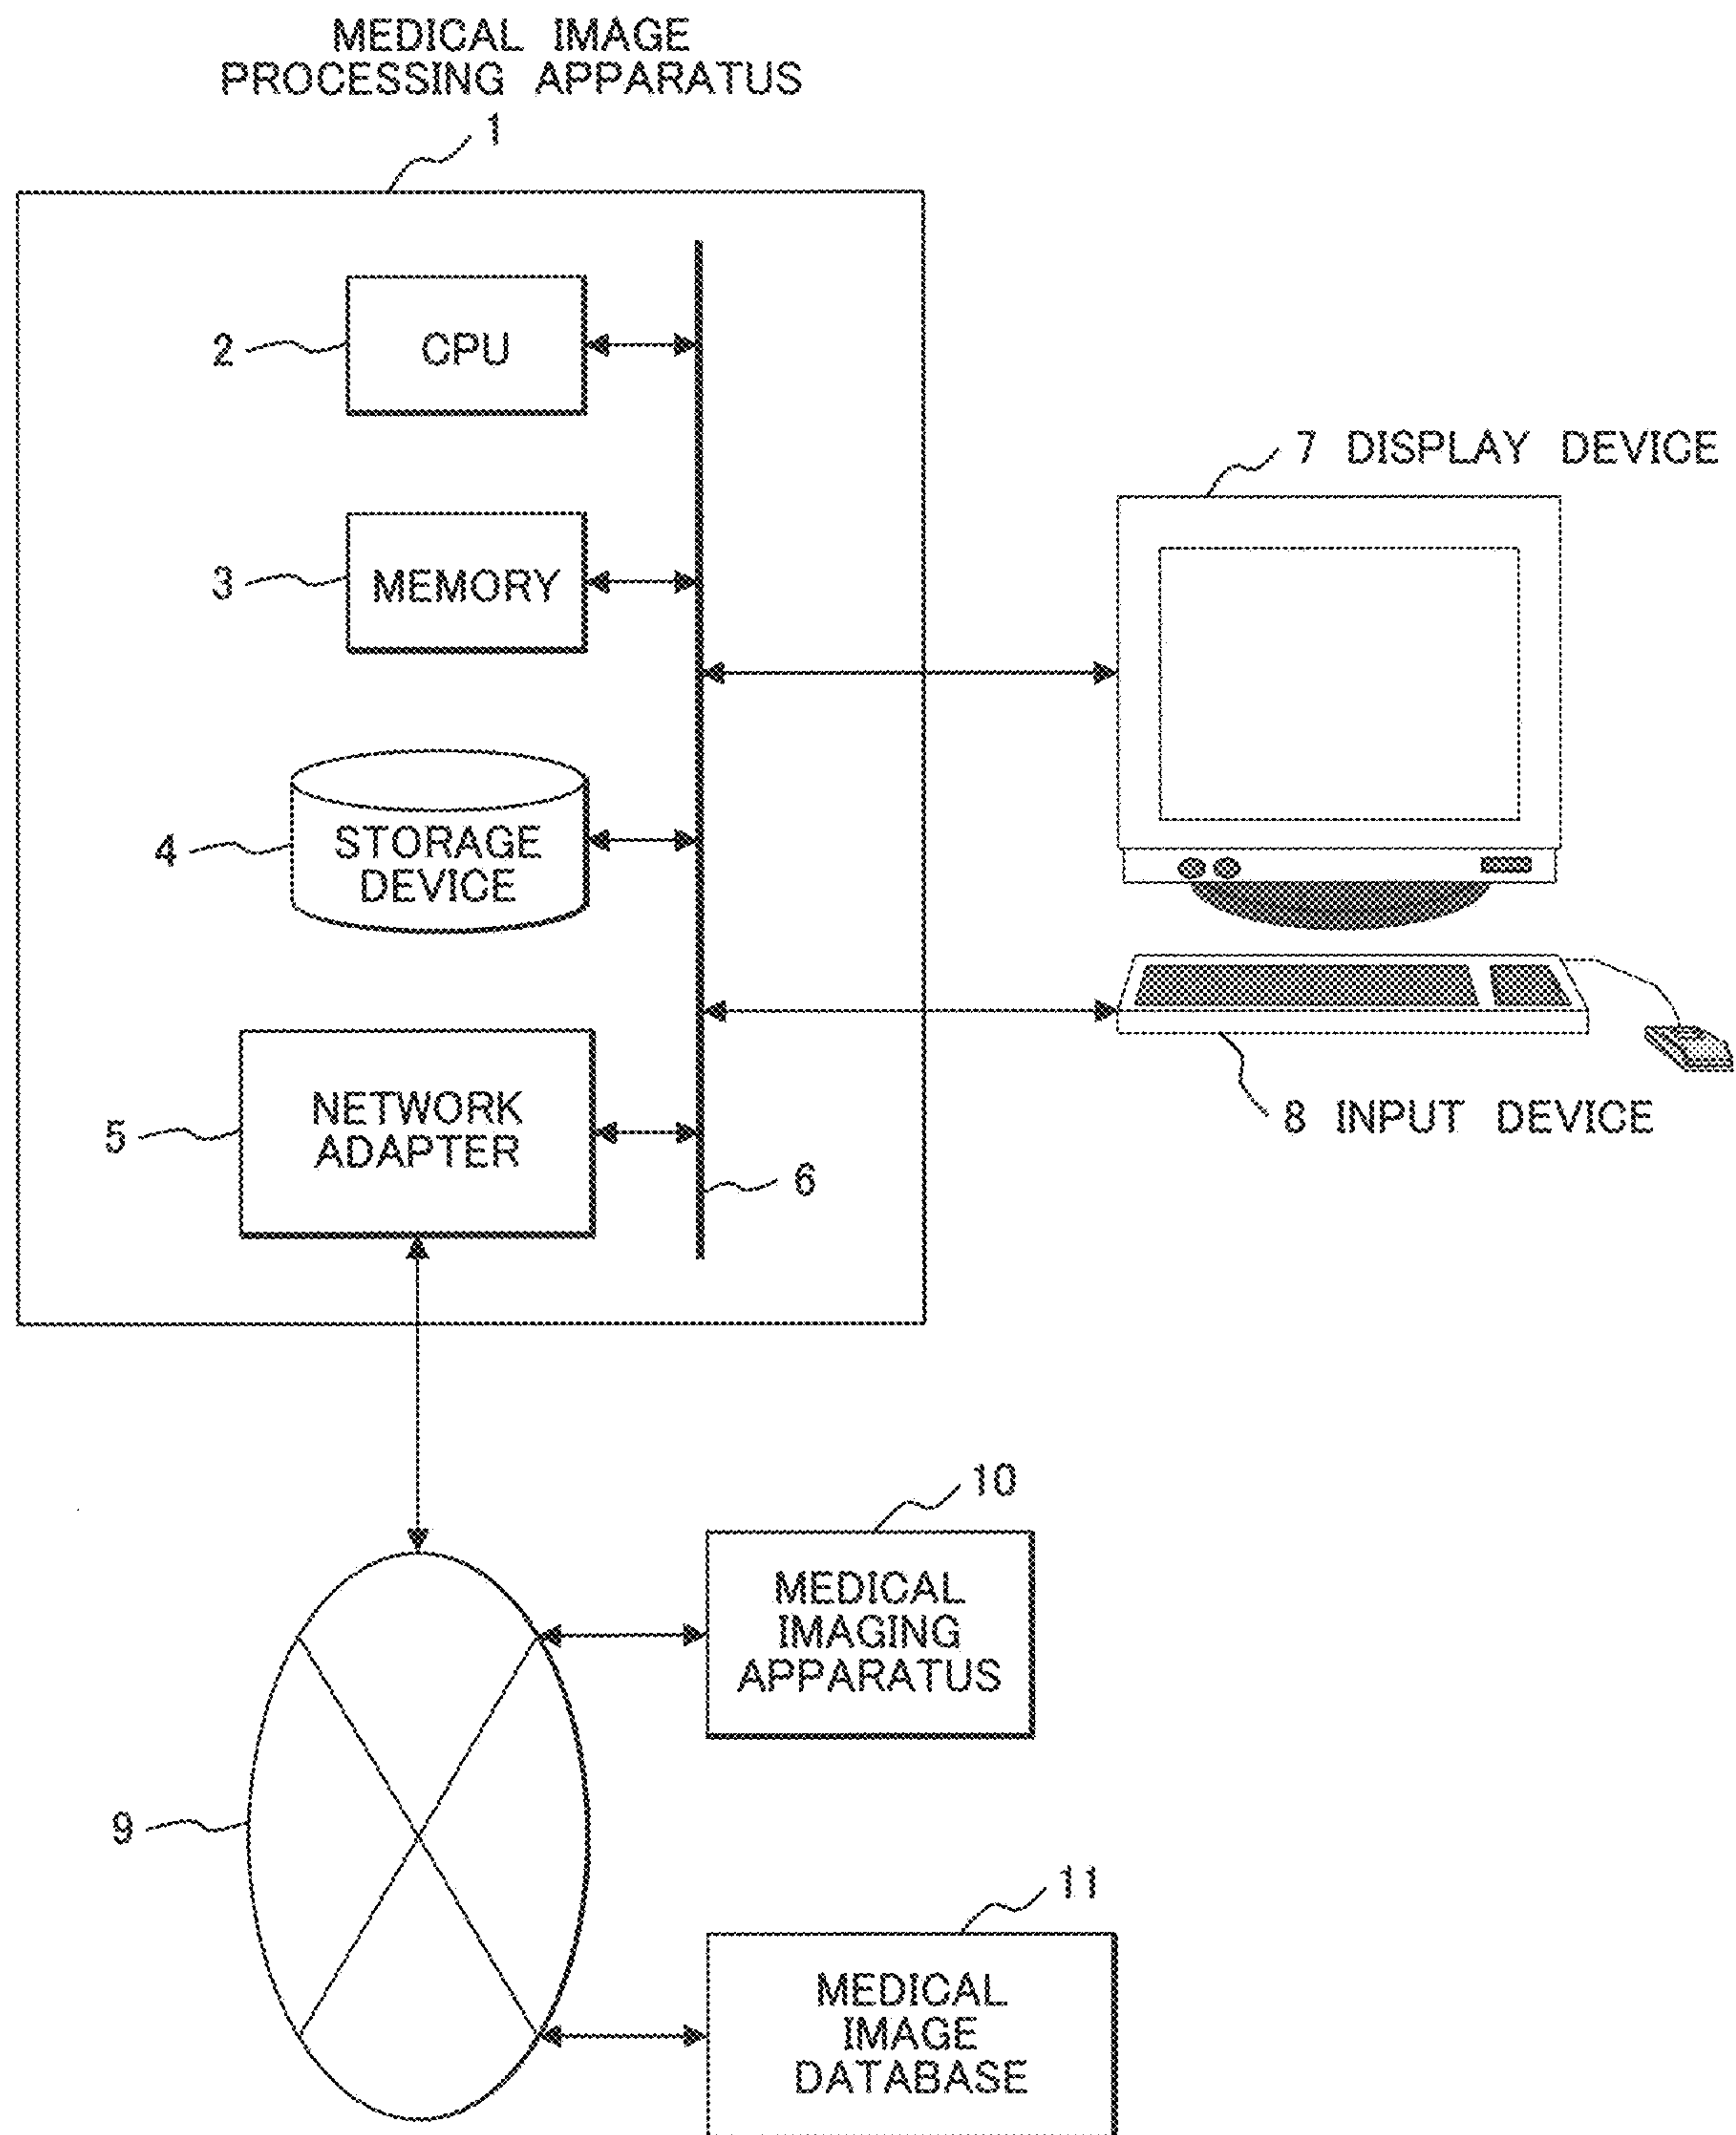 MEDICAL IMAGE
PROCESSING APPARATUS
1
2
CPU
7 DISPLAY DEVICE
3
MEMORY
4
STORAGE
DEVICE
5
NETWORK
ADAPTER
6
8 INPUT DEVICE
10
MEDICAL
IMAGING
APPARATUS
9
11
MEDICAL
IMAGE
DATABASE